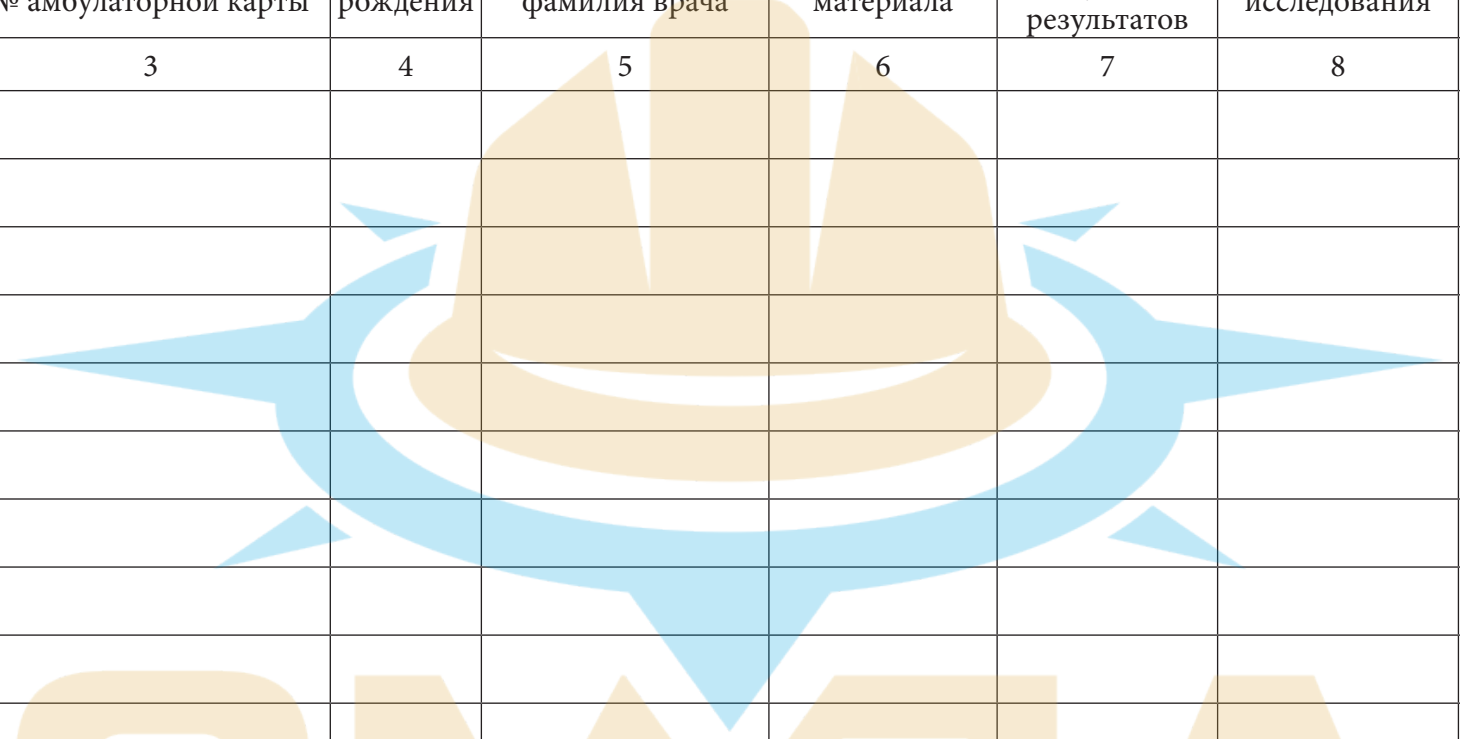 № амбулаторной карты рождения фамилия врача материала исследования
результатов
3 4 5 6 7 8